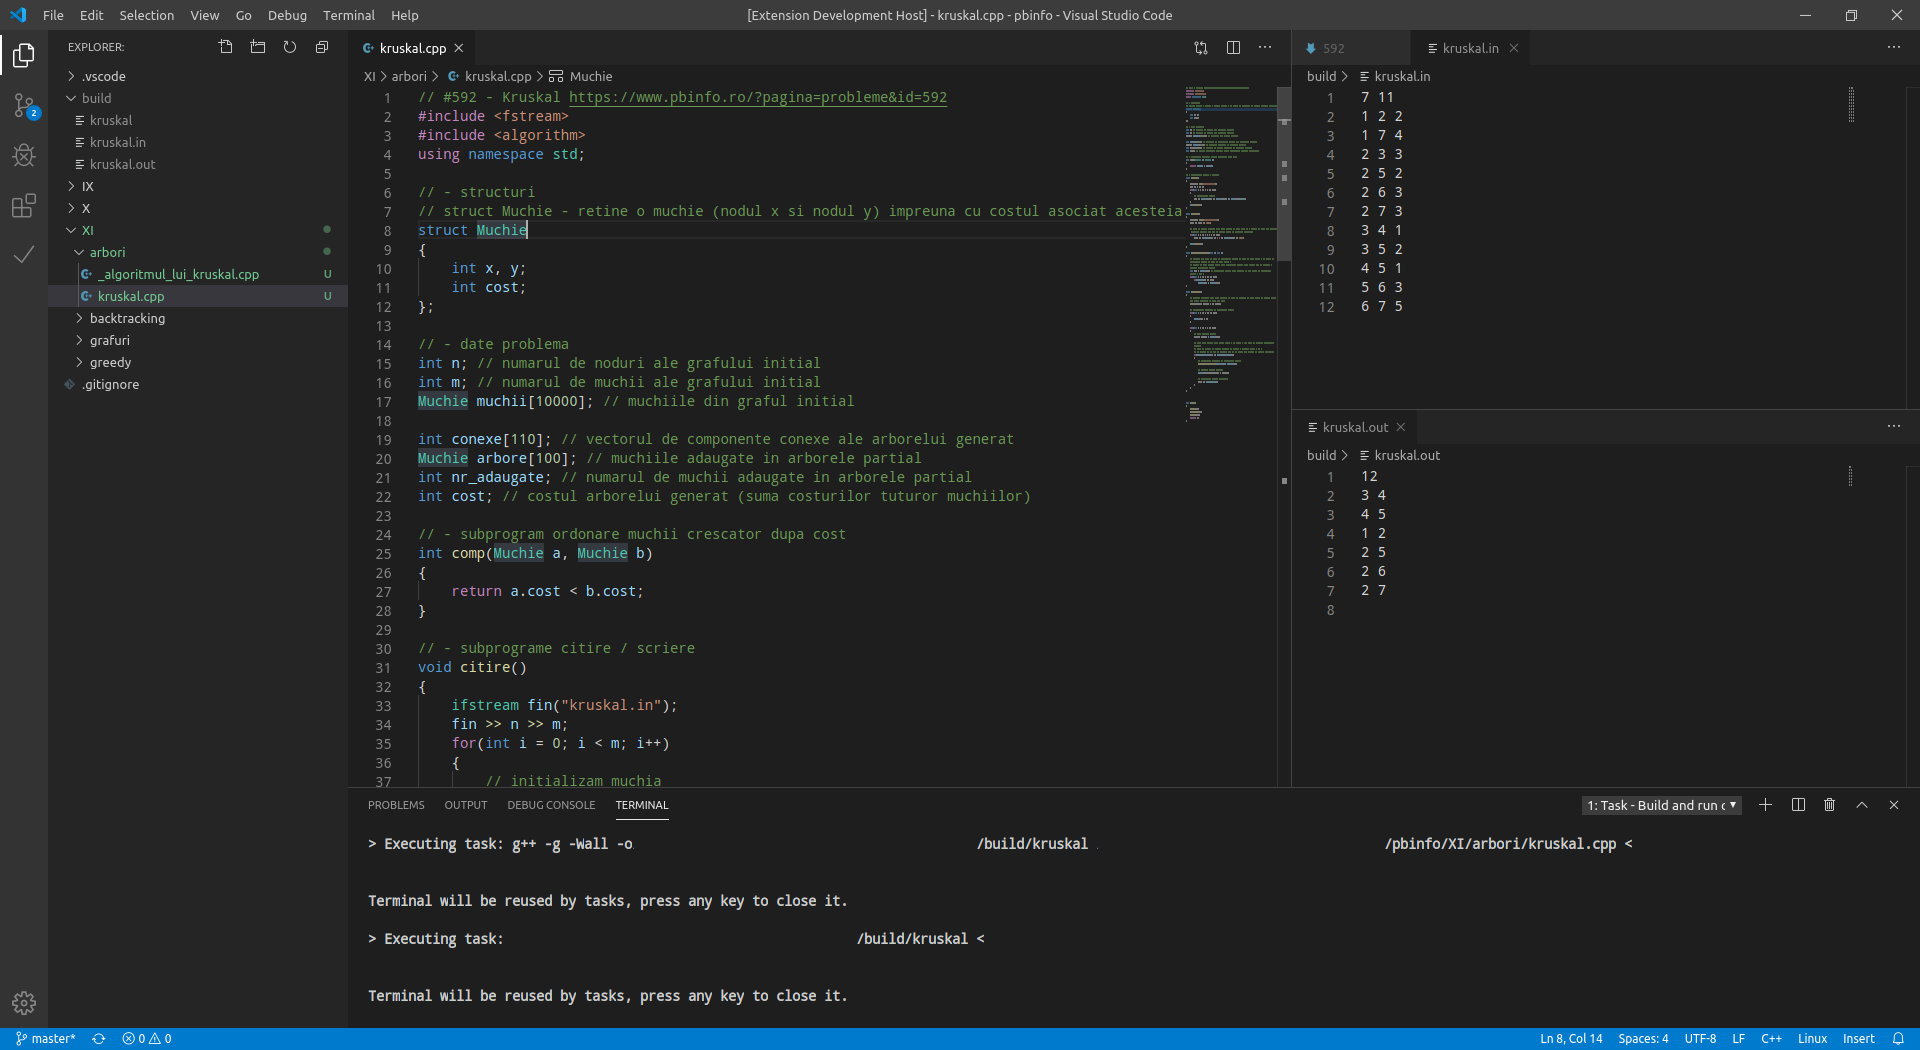 File Edit Selection View Go Debug Terminal Help
[Extension Development Host] - kruskal.cpp - pbinfo - Visual Studio Code
2
EXPLORER:
.vscode
build
kruskal
kruskal.in
kruskal.out
IX
X
XI
arbori
_algoritmul_lui_kruskal.cpp U
kruskal.cpp U
backtracking
grafuri
greedy
.gitignore
kruskal.cpp
XI arbori kruskal.cpp Muchie
1 // #592 - Kruskal https://www.pbinfo.ro/?pagina=probleme&id=592
2 #include <fstream>
3 #include <algorithm>
4 using namespace std;
5
6 // - structuri
7 // struct Muchie - retine o muchie (nodul x si nodul y) impreuna cu costul asociat acesteia
8 struct Muchie
9 {
10 int x, y;
11 int cost;
12 };
13
14 // - date problema
15 int n; // numarul de noduri ale grafului initial
16 int m; // numarul de muchii ale grafului initial
17 Muchie muchii[10000]; // muchiile din graful initial
18
19 int conexe[110]; // vectorul de componente conexe ale arborelui generat
20 Muchie arbore[100]; // muchiile adaugate in arborele partial
21 int nr_adaugate; // numarul de muchii adaugate in arborele partial
22 int cost; // costul arborelui generat (suma costurilor tuturor muchiilor)
23
24 // - subprogram ordonare muchii crescator dupa cost
25 int comp(Muchie a, Muchie b)
26 {
27 return a.cost < b.cost;
28 }
29
30 // - subprograme citire / scriere
31 void citire()
32 {
33 ifstream fin("kruskal.in");
34 fin >> n >> m;
35 for(int i = 0; i < m; i++)
36 {
37 // initializam muchia
592 kruskal.in
build kruskal.in
1 7 11
2 1 2 2
3 1 7 4
4 2 3 3
5 2 5 2
6 2 6 3
7 2 7 3
8 3 4 1
9 3 5 2
10 4 5 1
11 5 6 3
12 6 7 5
kruskal.out
build kruskal.out
1 12
2 3 4
3 4 5
4 1 2
5 2 5
6 2 6
7 2 7
8
PROBLEMS OUTPUT DEBUG CONSOLE TERMINAL
1: Task - Build and run c
> Executing task: g++ -g -Wall -o /build/kruskal /pbinfo/XI/arbori/kruskal.cpp <
Terminal will be reused by tasks, press any key to close it.
> Executing task: /build/kruskal <
Terminal will be reused by tasks, press any key to close it.
master* 0 0 Ln 8, Col 14 Spaces: 4 UTF-8 LF C++ Linux Insert